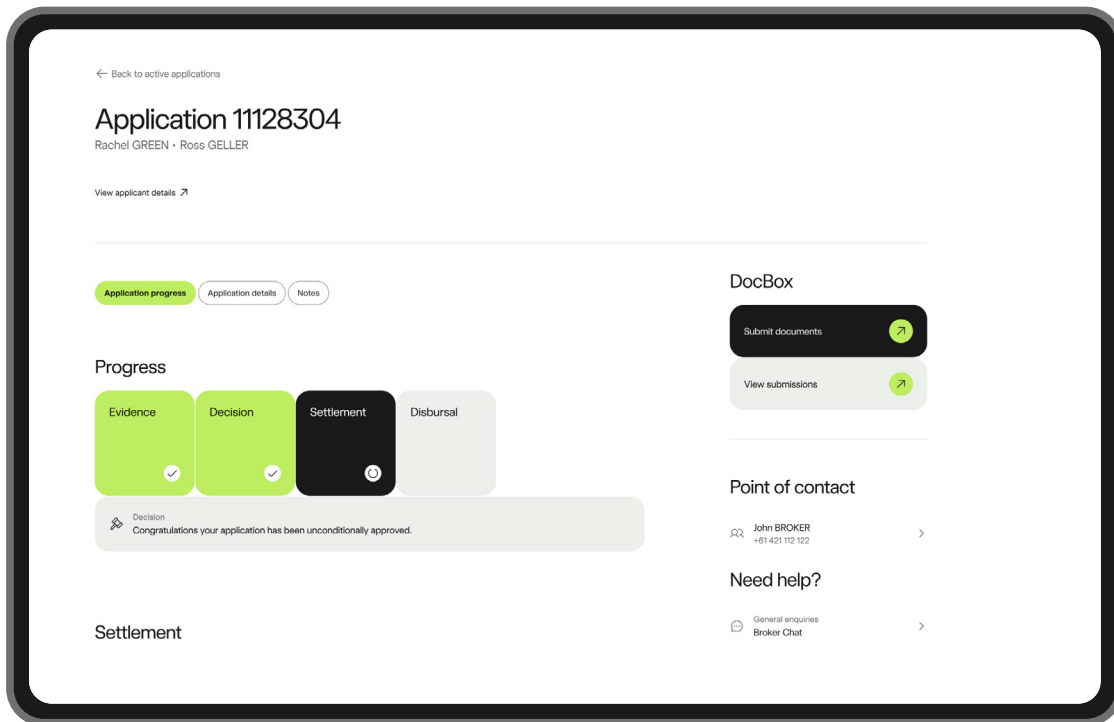 Back to active applications
Application 11128304
Rachel GREEN • Ross GELLER
View applicant details
Application progress
Application details
Notes
Progress
Evidence
Decision
Settlement
Disbursal
Decision
Congratulations your application has been unconditionally approved.
Settlement
DocBox
Submit documents
View submissions
Point of contact
John BROKER
+61 421 112 122
Need help?
General enquiries
Broker Chat